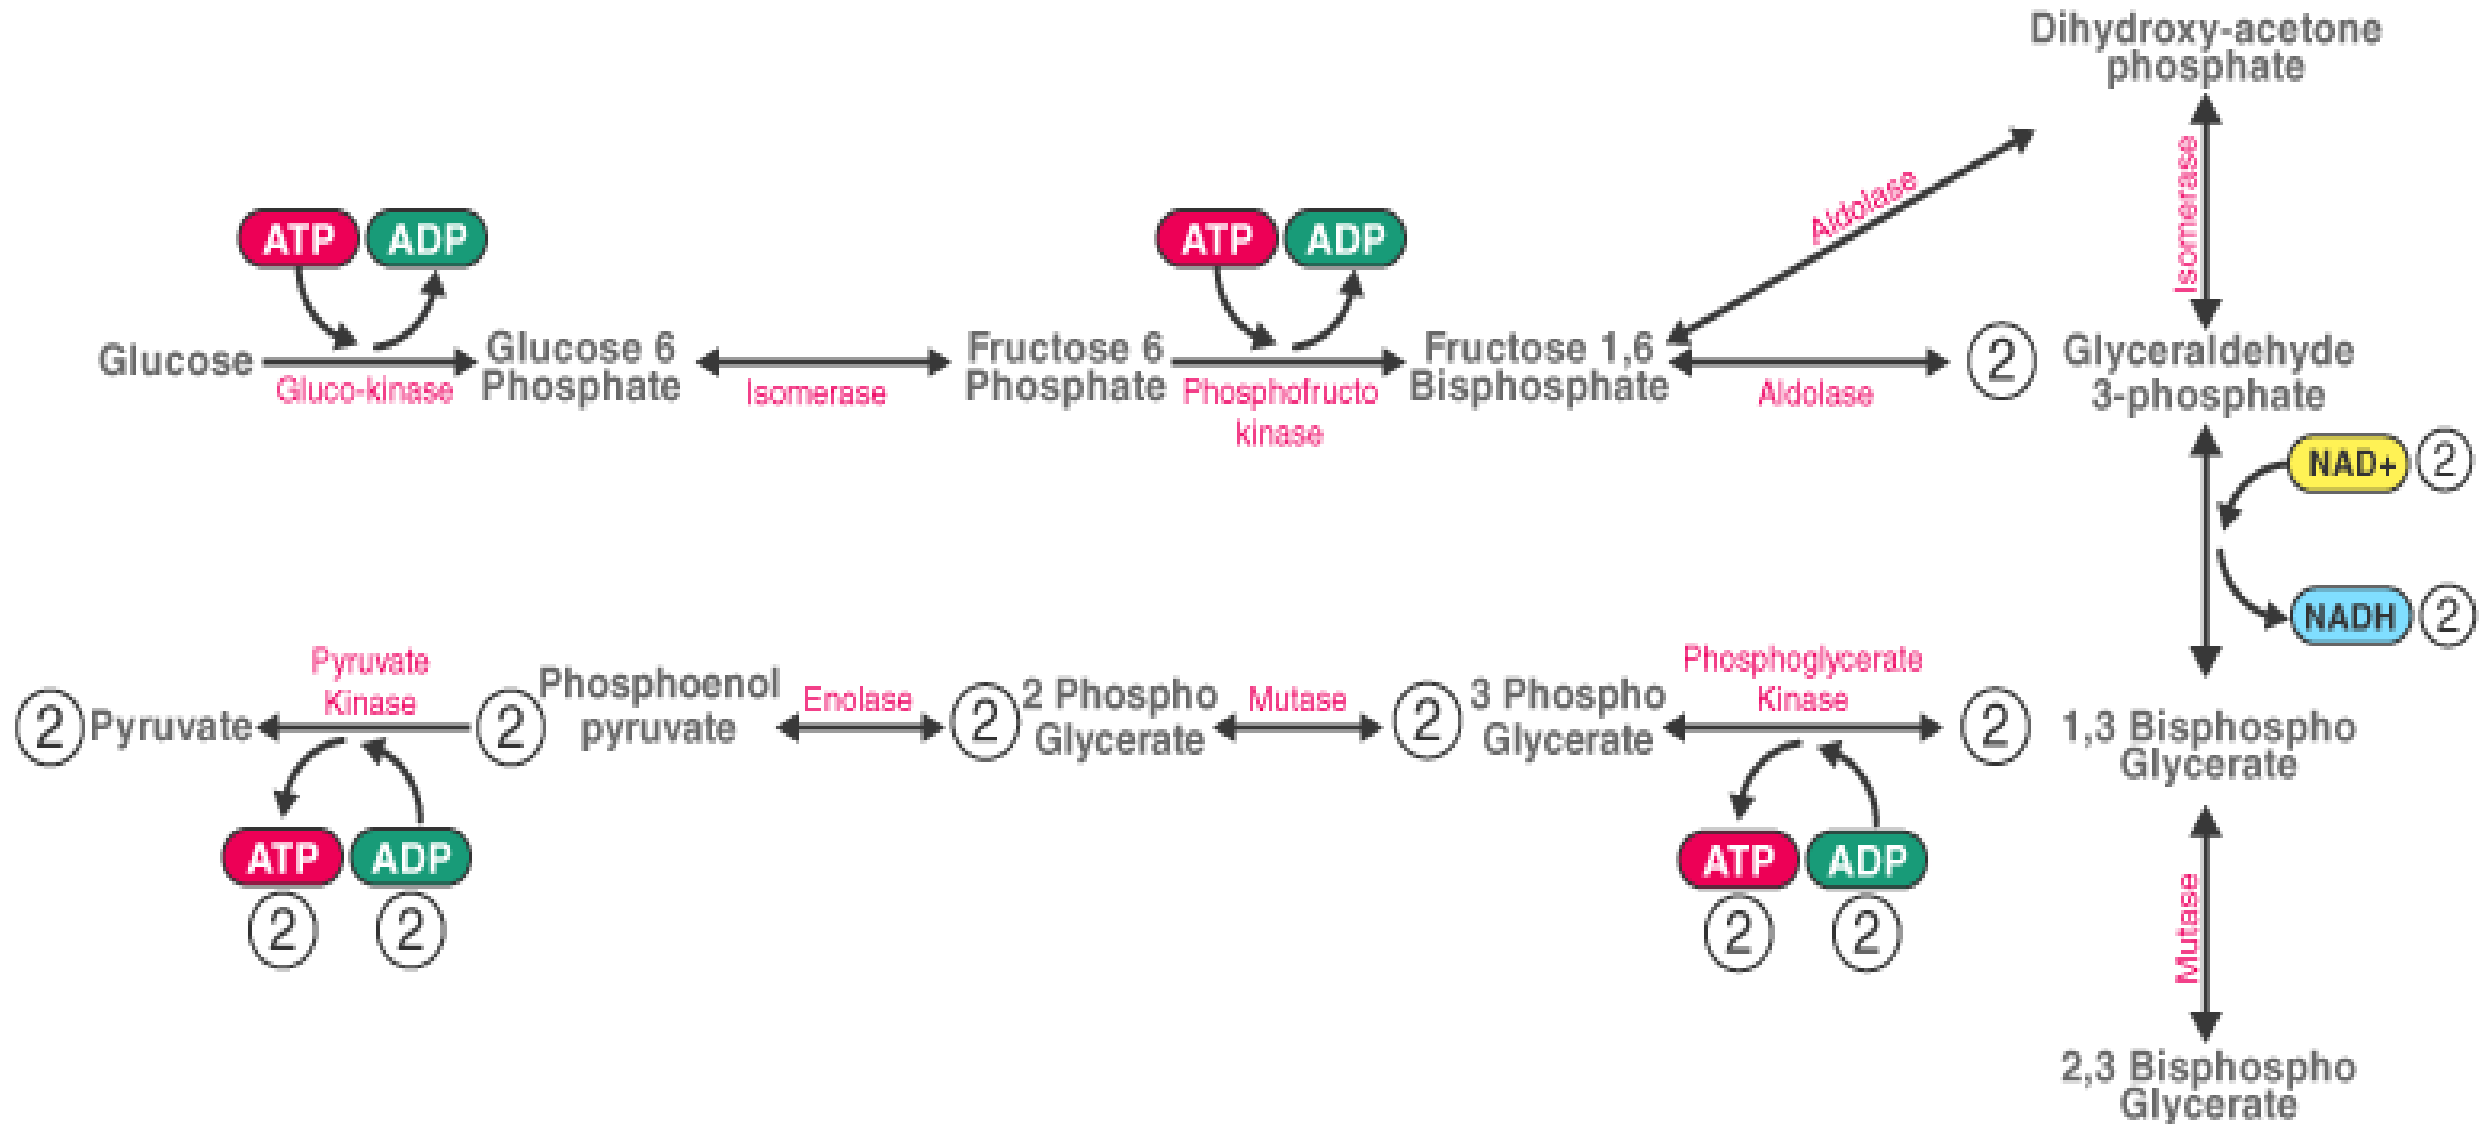 Dihydroxy-acetone
phosphate
Aldolase
Isomerase
ATP ADP
ATP ADP
Glucose
Gluco-kinase
Glucose 6
Phosphate
Isomerase
Fructose 6
Phosphate
Phosphofructo
kinase
Fructose 1,6
Bisphosphate
Aldolase
2
Glyceraldehyde
3-phosphate
NAD+ 2
NADH 2
2 Pyruvate
Pyruvate
Kinase
ATP ADP
2 2
2
Phosphoenol
pyruvate
Enolase
2
2 Phospho
Glycerate
Mutase
2
3 Phospho
Glycerate
Phosphoglycerate
Kinase
ATP ADP
2 2
2
1,3 Bisphospho
Glycerate
Mutase
2,3 Bisphospho
Glycerate